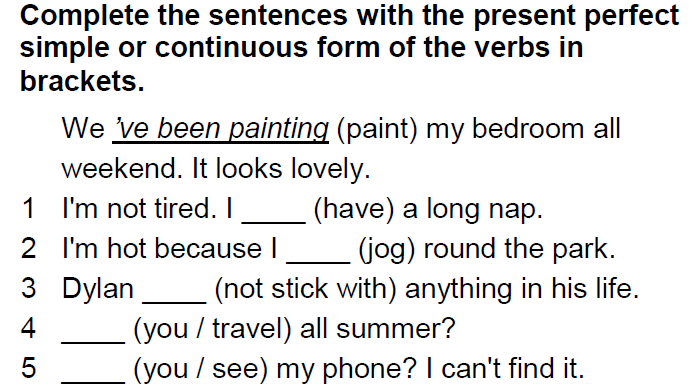 Complete the sentences with the present perfect
simple or continuous form of the verbs in
brackets.
We ’ve been painting (paint) my bedroom all
weekend. It looks lovely.
1 I'm not tired. I ____ (have) a long nap.
2 I'm hot because I ____ (jog) round the park.
3 Dylan ____ (not stick with) anything in his life.
4 ____ (you / travel) all summer?
5 ____ (you / see) my phone? I can't find it.